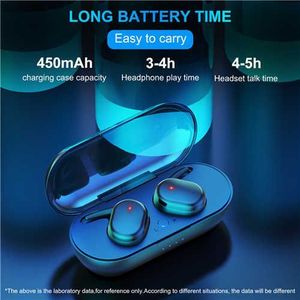 LONG BATTERY TIME
Easy to carry
450mAh 3-4h 4-5h
charging case capacity Headphone play time Headset talk time
*The above is the laboratory data,for reference only.According to different situations, the data will be different